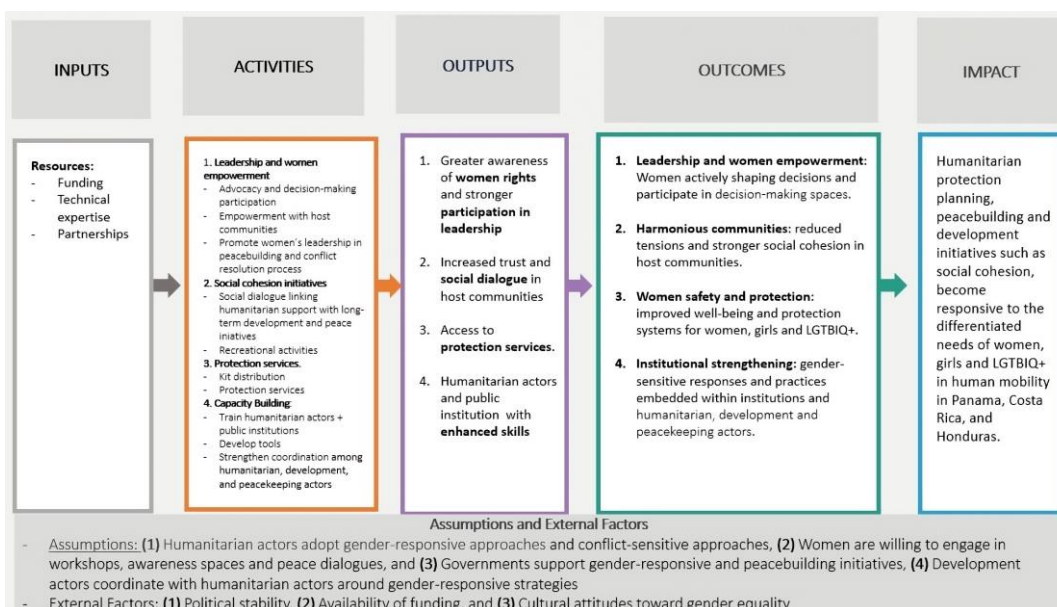 INPUTS
ACTIVITIES
OUTPUTS
OUTCOMES
IMPACT
Resources:
- Funding
- Technical
expertise
- Partnerships
1. Leadership and women
empowerment
- Advocacy and decision-making
participation
- Empowerment with host
communities
- Promote women's leadership in
peacebuilding and conflict
resolution process
2. Social cohesion initiatives
- Social dialogue linking
humanitarian support with long-
term development and peace
iniatives
- Recreational activities
3. Protection services.
- Kit distribution
- Protection services
4. Capacity Building:
- Train humanitarian actors +
public institutions
- Develop tools
- Strengthen coordination among
humanitarian, development,
and peacekeeping actors
1. Greater awareness
of women rights
and stronger
participation in
leadership
2. Increased trust and
social dialogue in
host communities
3. Access to
protection services.
4. Humanitarian actors
and public
institution with
enhanced skills
1. Leadership and women empowerment:
Women actively shaping decisions and
participate in decision-making spaces.
2. Harmonious communities: reduced
tensions and stronger social cohesion in
host communities.
3. Women safety and protection:
improved well-being and protection
systems for women, girls and LGTBIQ+.
4. Institutional strengthening: gender-
sensitive responses and practices
embedded within institutions and
humanitarian, development and
peacekeeping actors.
Humanitarian
protection
planning,
peacebuilding and
development
initiatives such as
social cohesion,
become
responsive to the
differentiated
needs of women,
girls and LGTBIQ+
in human mobility
in Panama, Costa
Rica, and
Honduras.
Assumptions and External Factors
- Assumptions: (1) Humanitarian actors adopt gender-responsive approaches and conflict-sensitive approaches, (2) Women are willing to engage in
workshops, awareness spaces and peace dialogues, and (3) Governments support gender-responsive and peacebuilding initiatives, (4) Development
actors coordinate with humanitarian actors around gender-responsive strategies
- External Factors: (1) Political stability, (2) Availability of funding, and (3) Cultural attitudes toward gender equality